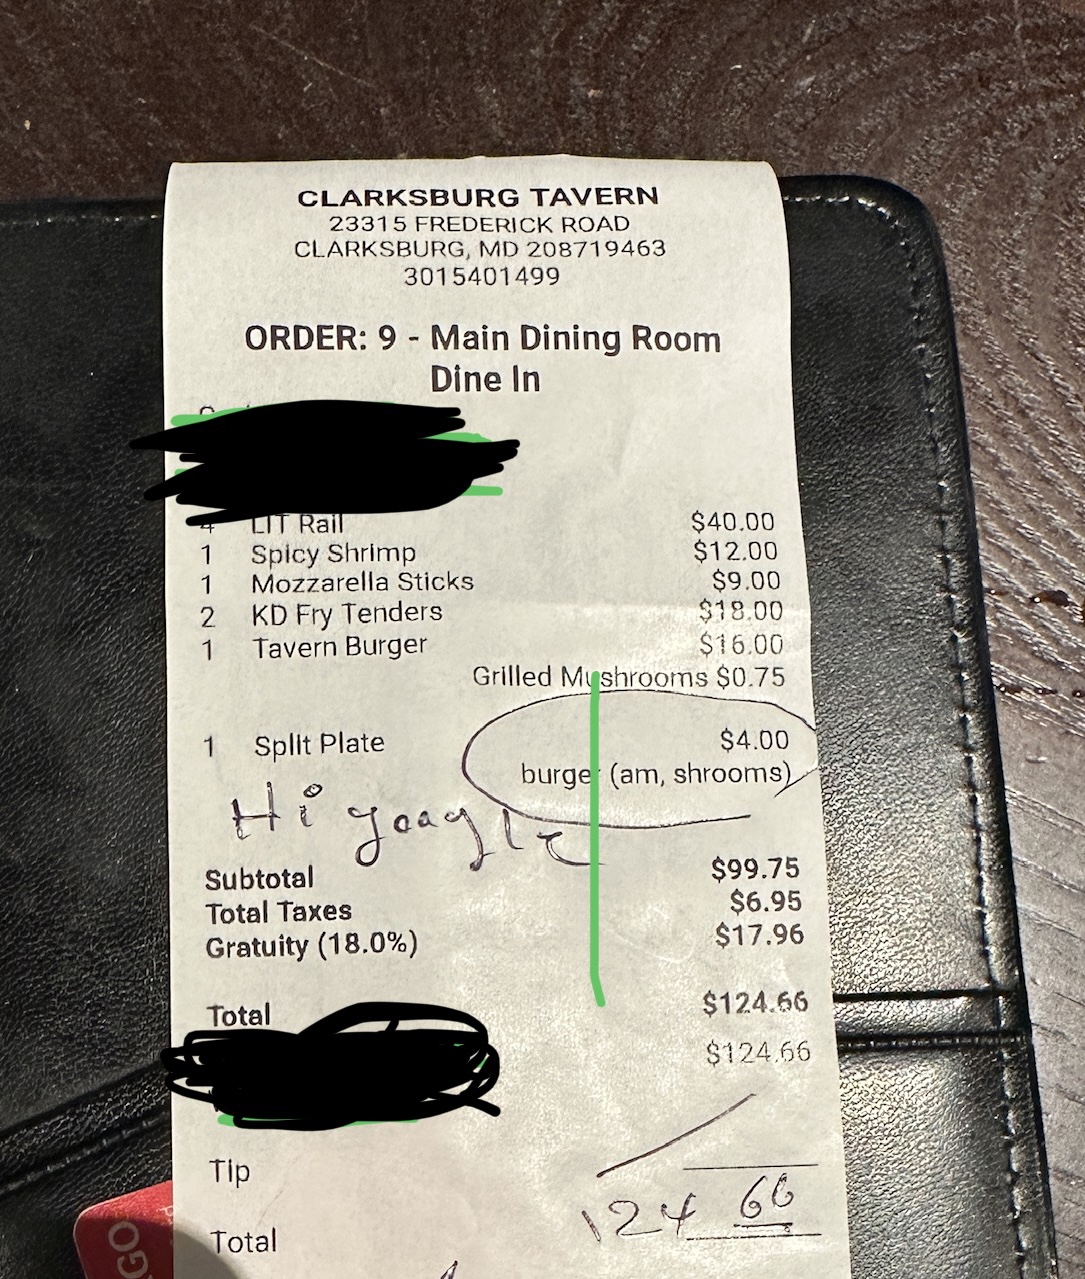 CLARKSBURG TAVERN
23315 FREDERICK ROAD
CLARKSBURG, MD 208719463
3015401499
ORDER: 9 - Main Dining Room
Dine In
4 LIT Rail $40.00
1 Spicy Shrimp $12.00
1 Mozzarella Sticks $9.00
2 KD Fry Tenders $18.00
1 Tavern Burger $16.00
Grilled Mushrooms $0.75
1 Split Plate $4.00
burger (am, shrooms)
Hi google
Subtotal $99.75
Total Taxes $6.95
Gratuity (18.0%) $17.96
Total $124.66
$124.66
Tip
Total 124 66
GO